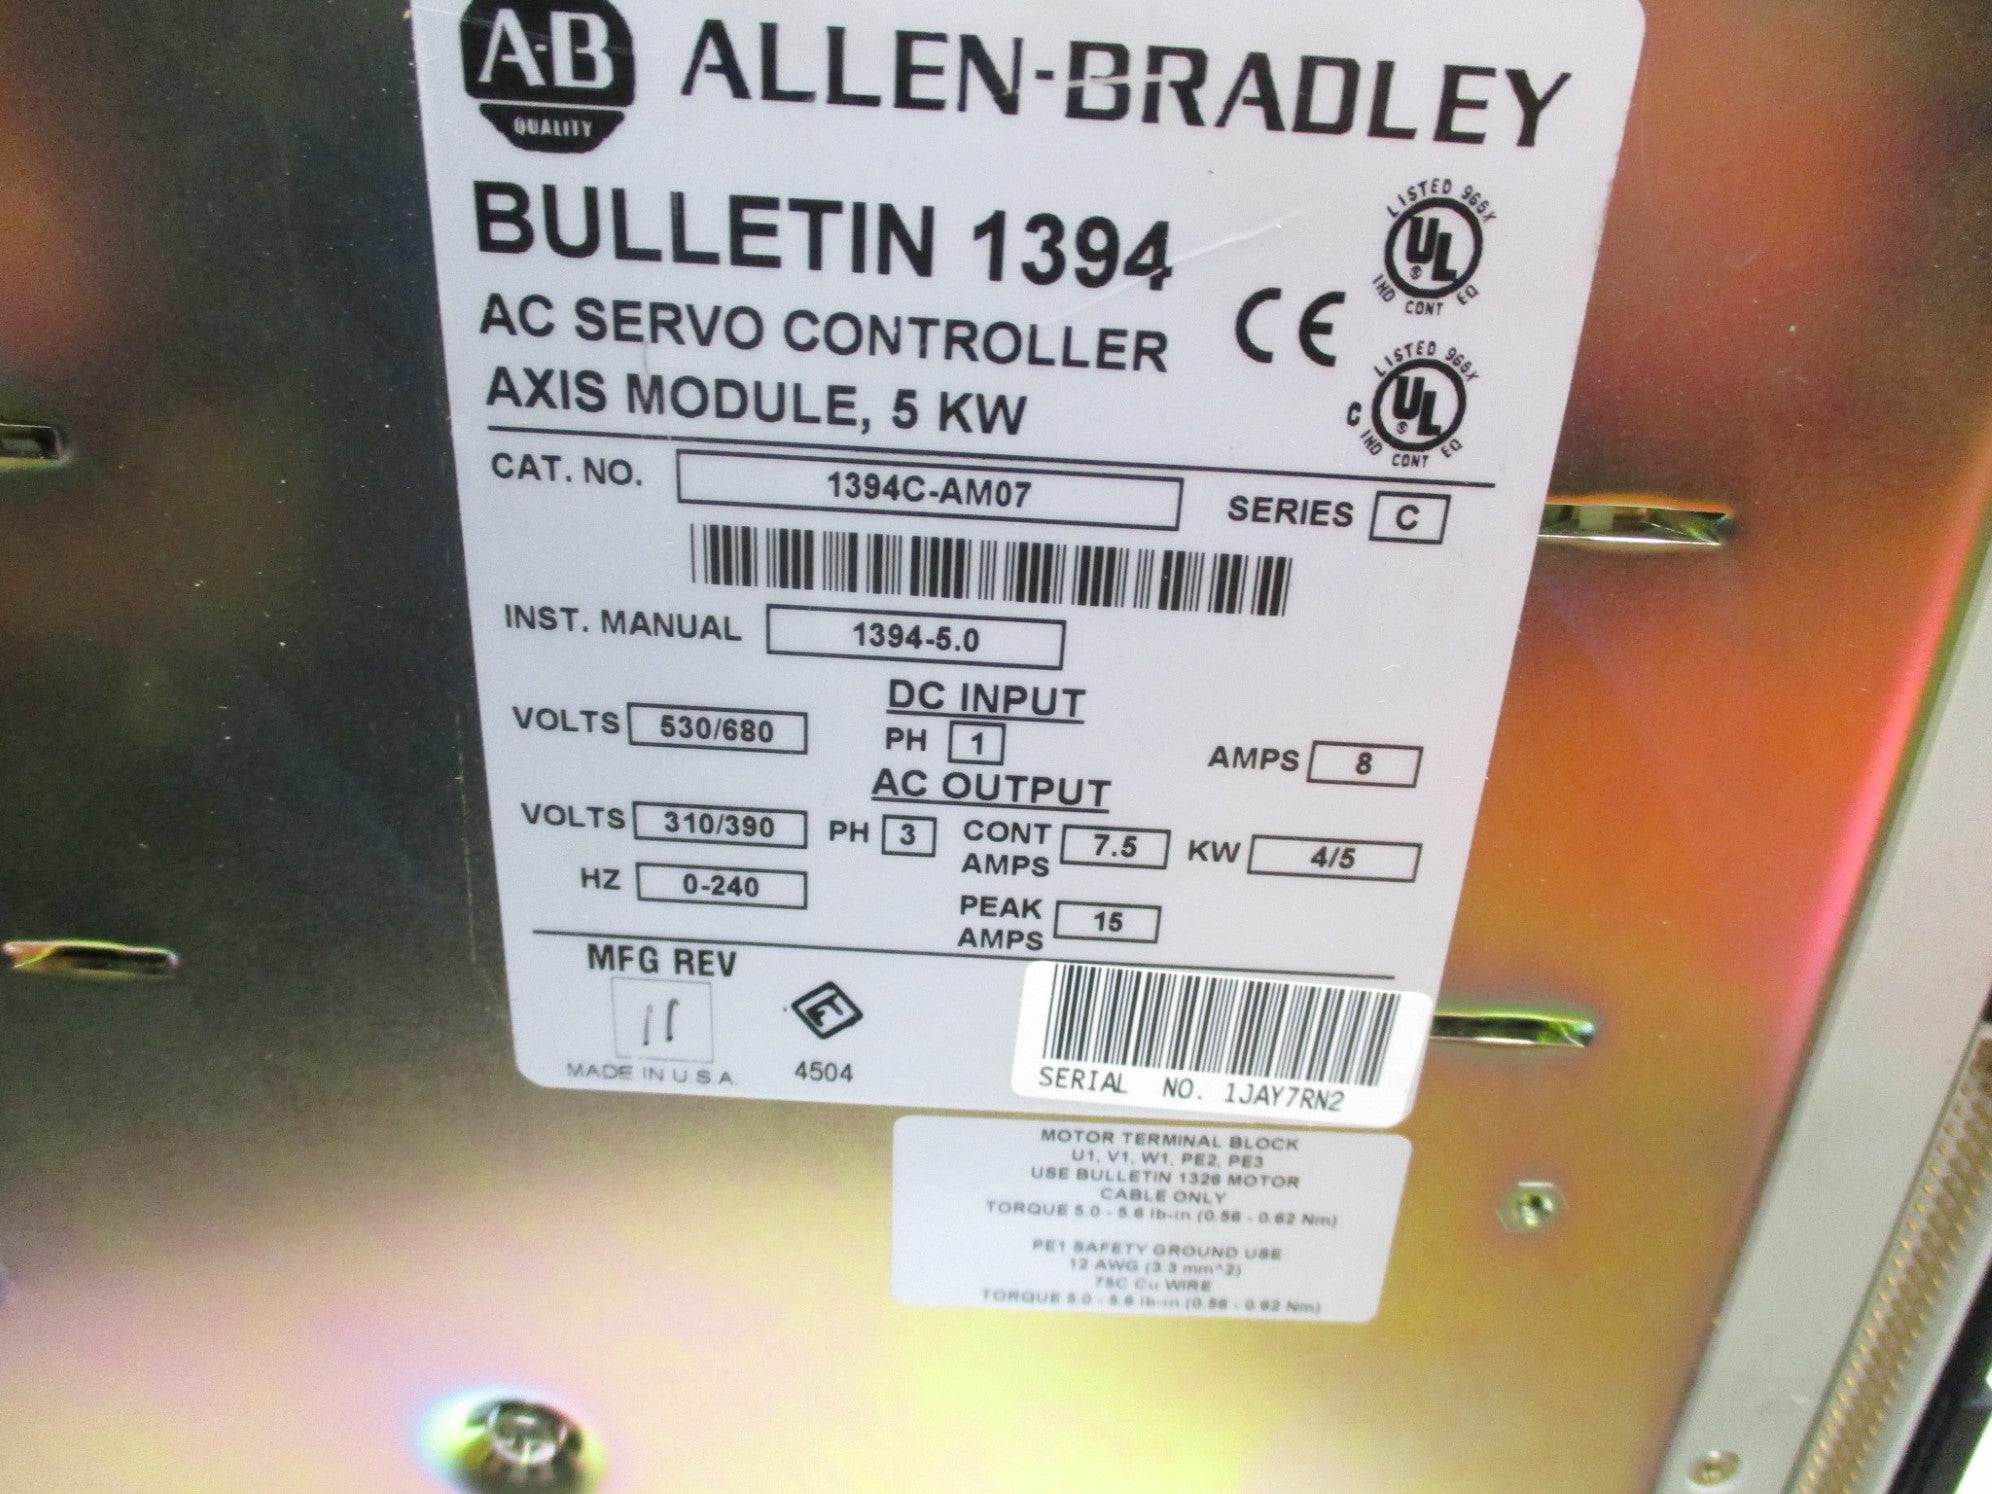 A-B
QUALITY
ALLEN-BRADLEY
BULLETIN 1394
AC SERVO CONTROLLER
AXIS MODULE, 5 KW
LISTED 966X
UL
IND CONT EQ
CE
LISTED 966X
C UL
IND CONT EQ
CAT. NO. 1394C-AM07 SERIES C
INST. MANUAL 1394-5.0
DC INPUT
VOLTS 530/680 PH 1 AMPS 8
AC OUTPUT
VOLTS 310/390 PH 3 CONT AMPS 7.5 KW 4/5
HZ 0-240 PEAK AMPS 15
MFG REV
11
MADE IN U.S.A.
4504
SERIAL NO. 1JAY7RN2
MOTOR TERMINAL BLOCK
U1, V1, W1, PE2, PE3
USE BULLETIN 1326 MOTOR
CABLE ONLY
TORQUE 5.0 - 5.6 lb-in (0.56 - 0.62 Nm)
PE1 SAFETY GROUND USE
12 AWG (3.3 mm^2)
75C Cu WIRE
TORQUE 5.0 - 5.6 lb-in (0.56 - 0.62 Nm)